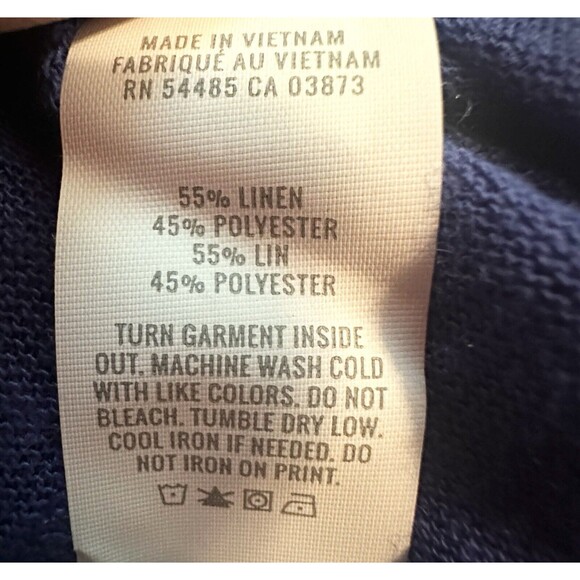 MADE IN VIETNAM
FABRIQUÉ AU VIETNAM
RN 54485 CA 03873
55% LINEN
45% POLYESTER
55% LIN
45% POLYESTER
TURN GARMENT INSIDE
OUT. MACHINE WASH COLD
WITH LIKE COLORS. DO NOT
BLEACH. TUMBLE DRY LOW.
COOL IRON IF NEEDED. DO
NOT IRON ON PRINT.